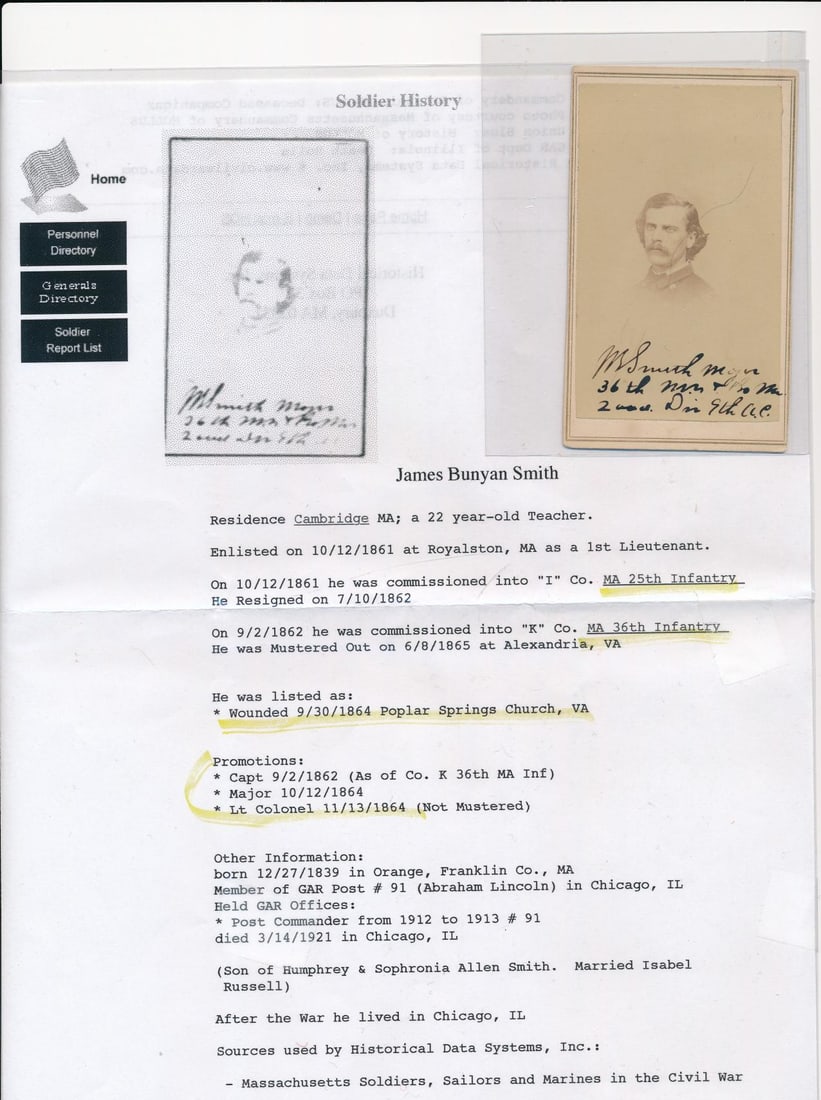 Soldier History
Home
Personnel
Directory
Generals
Directory
Soldier
Report List
Smith Major
36th
Div 9th
Smith Major
36th
Div 9th A.C.
James Bunyan Smith
Residence Cambridge MA; a 22 year-old Teacher.
Enlisted on 10/12/1861 at Royalston, MA as a 1st Lieutenant.
On 10/12/1861 he was commissioned into "I" Co. MA 25th Infantry
He Resigned on 7/10/1862
On 9/2/1862 he was commissioned into "K" Co. MA 36th Infantry
He was Mustered Out on 6/8/1865 at Alexandria, VA
He was listed as:
* Wounded 9/30/1864 Poplar Springs Church, VA
Promotions:
* Capt 9/2/1862 (As of Co. K 36th MA Inf)
* Major 10/12/1864
* Lt Colonel 11/13/1864 (Not Mustered)
Other Information:
born 12/27/1839 in Orange, Franklin Co., MA
Member of GAR Post # 91 (Abraham Lincoln) in Chicago, IL
Held GAR Offices:
* Post Commander from 1912 to 1913 # 91
died 3/14/1921 in Chicago, IL
(Son of Humphrey & Sophronia Allen Smith. Married Isabel
Russell)
After the War he lived in Chicago, IL
Sources used by Historical Data Systems, Inc.:
- Massachusetts Soldiers, Sailors and Marines in the Civil War